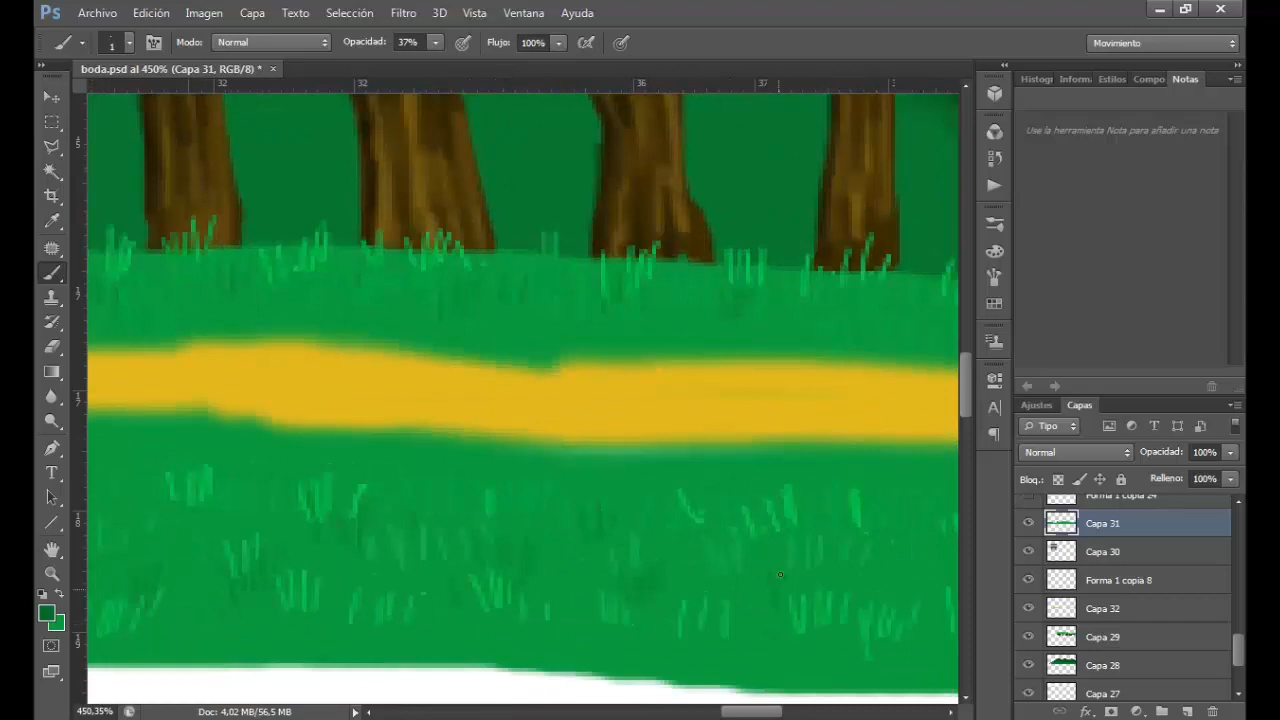 Ps Archivo Edición Imagen Capa Texto Selección Filtro 3D Vista Ventana Ayuda
1 Modo: Normal Opacidad: 37% Flujo: 100% Movimiento
boda.psd al 450% (Capa 31, RGB/8) * ×
Histogr Informa Estilos Compo Notas
32 32 36 37
Use la herramienta Nota para añadir una nota
Ajustes Capas
Tipo
Normal Opacidad: 100%
Bloq.: Relleno: 100%
Forma 1 copia 24
Capa 31
Capa 30
Forma 1 copia 8
Capa 32
Capa 29
Capa 28
Capa 27
450,35% Doc: 4,02 MB/56,5 MB